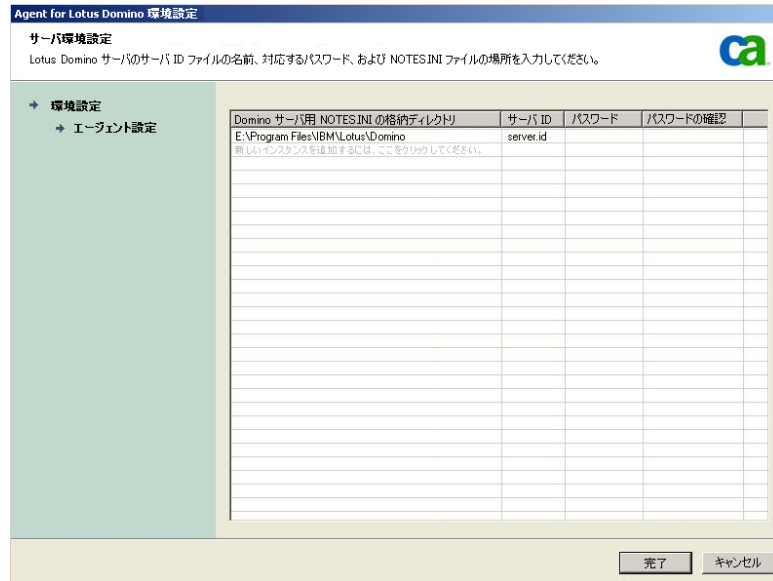 Agent for Lotus Domino 環境設定
サーバ環境設定
Lotus Domino サーバのサーバ ID ファイルの名前、対応するパスワード、および NOTES.INI ファイルの場所を入力してください。
ca
環境設定
エージェント設定
Domino サーバ用 NOTES.INI の格納ディレクトリ サーバ ID パスワード パスワードの確認
E:\Program Files\IBM\Lotus\Domino server.id
新しいインスタンスを追加するには、ここをクリックしてください。
完了 キャンセル